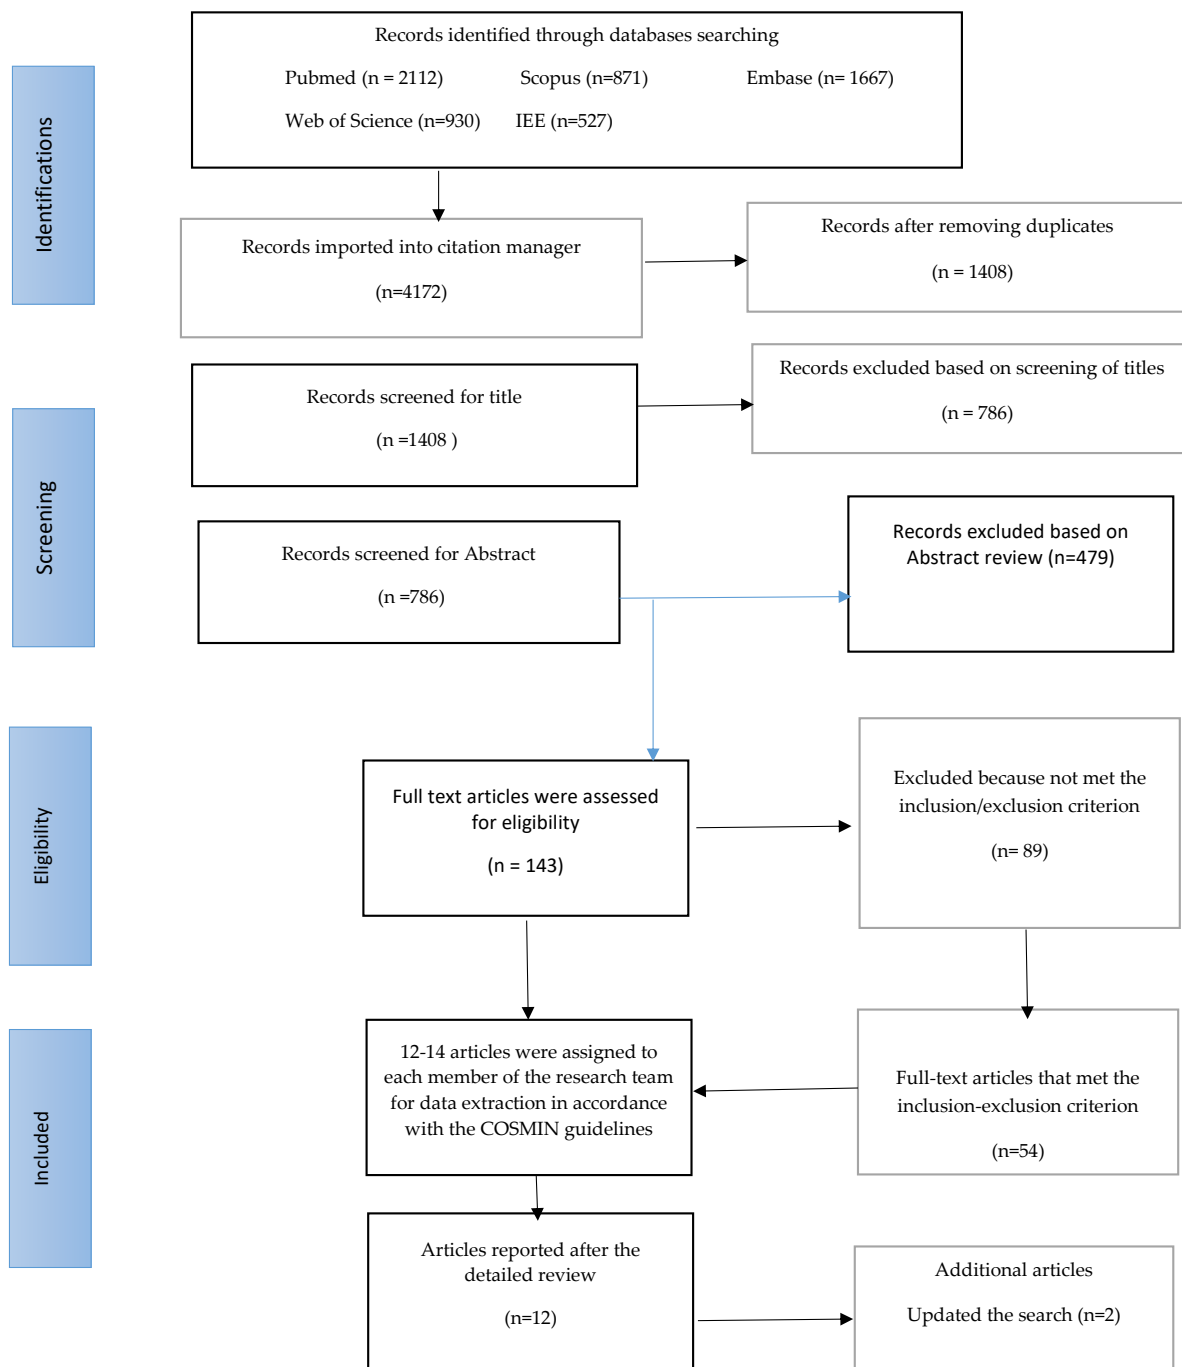 Records identified through databases searching
Pubmed (n = 2112) Scopus (n=871) Embase (n= 1667)
Web of Science (n=930) IEE (n=527)
Identifications
Records imported into citation manager
(n=4172)
Records after removing duplicates
(n = 1408)
Screening
Records screened for title
(n =1408 )
Records excluded based on screening of titles
(n = 786)
Records screened for Abstract
(n =786)
Records excluded based on
Abstract review (n=479)
Eligibility
Full text articles were assessed
for eligibility
(n = 143)
Excluded because not met the
inclusion/exclusion criterion
(n= 89)
Included
12-14 articles were assigned to
each member of the research team
for data extraction in accordance
with the COSMIN guidelines
Full-text articles that met the
inclusion-exclusion criterion
(n=54)
Articles reported after the
detailed review
(n=12)
Additional articles
Updated the search (n=2)